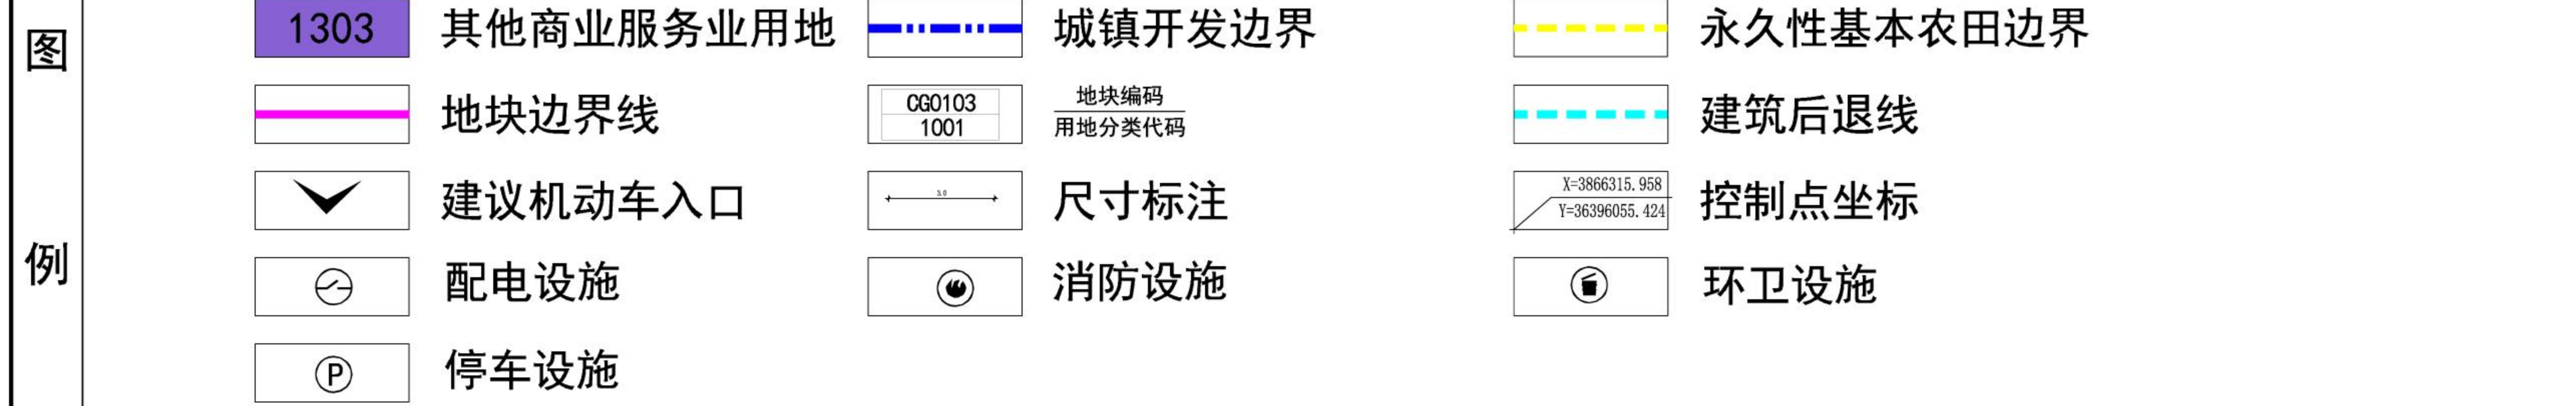 图例
1303 其他商业服务业用地 城镇开发边界 永久性基本农田边界
地块边界线 CG0103 地块编码 建筑后退线
1001 用地分类代码
建议机动车入口 3.0 尺寸标注 X=3866315.958 控制点坐标
Y=36396055.424
配电设施 消防设施 环卫设施
P 停车设施